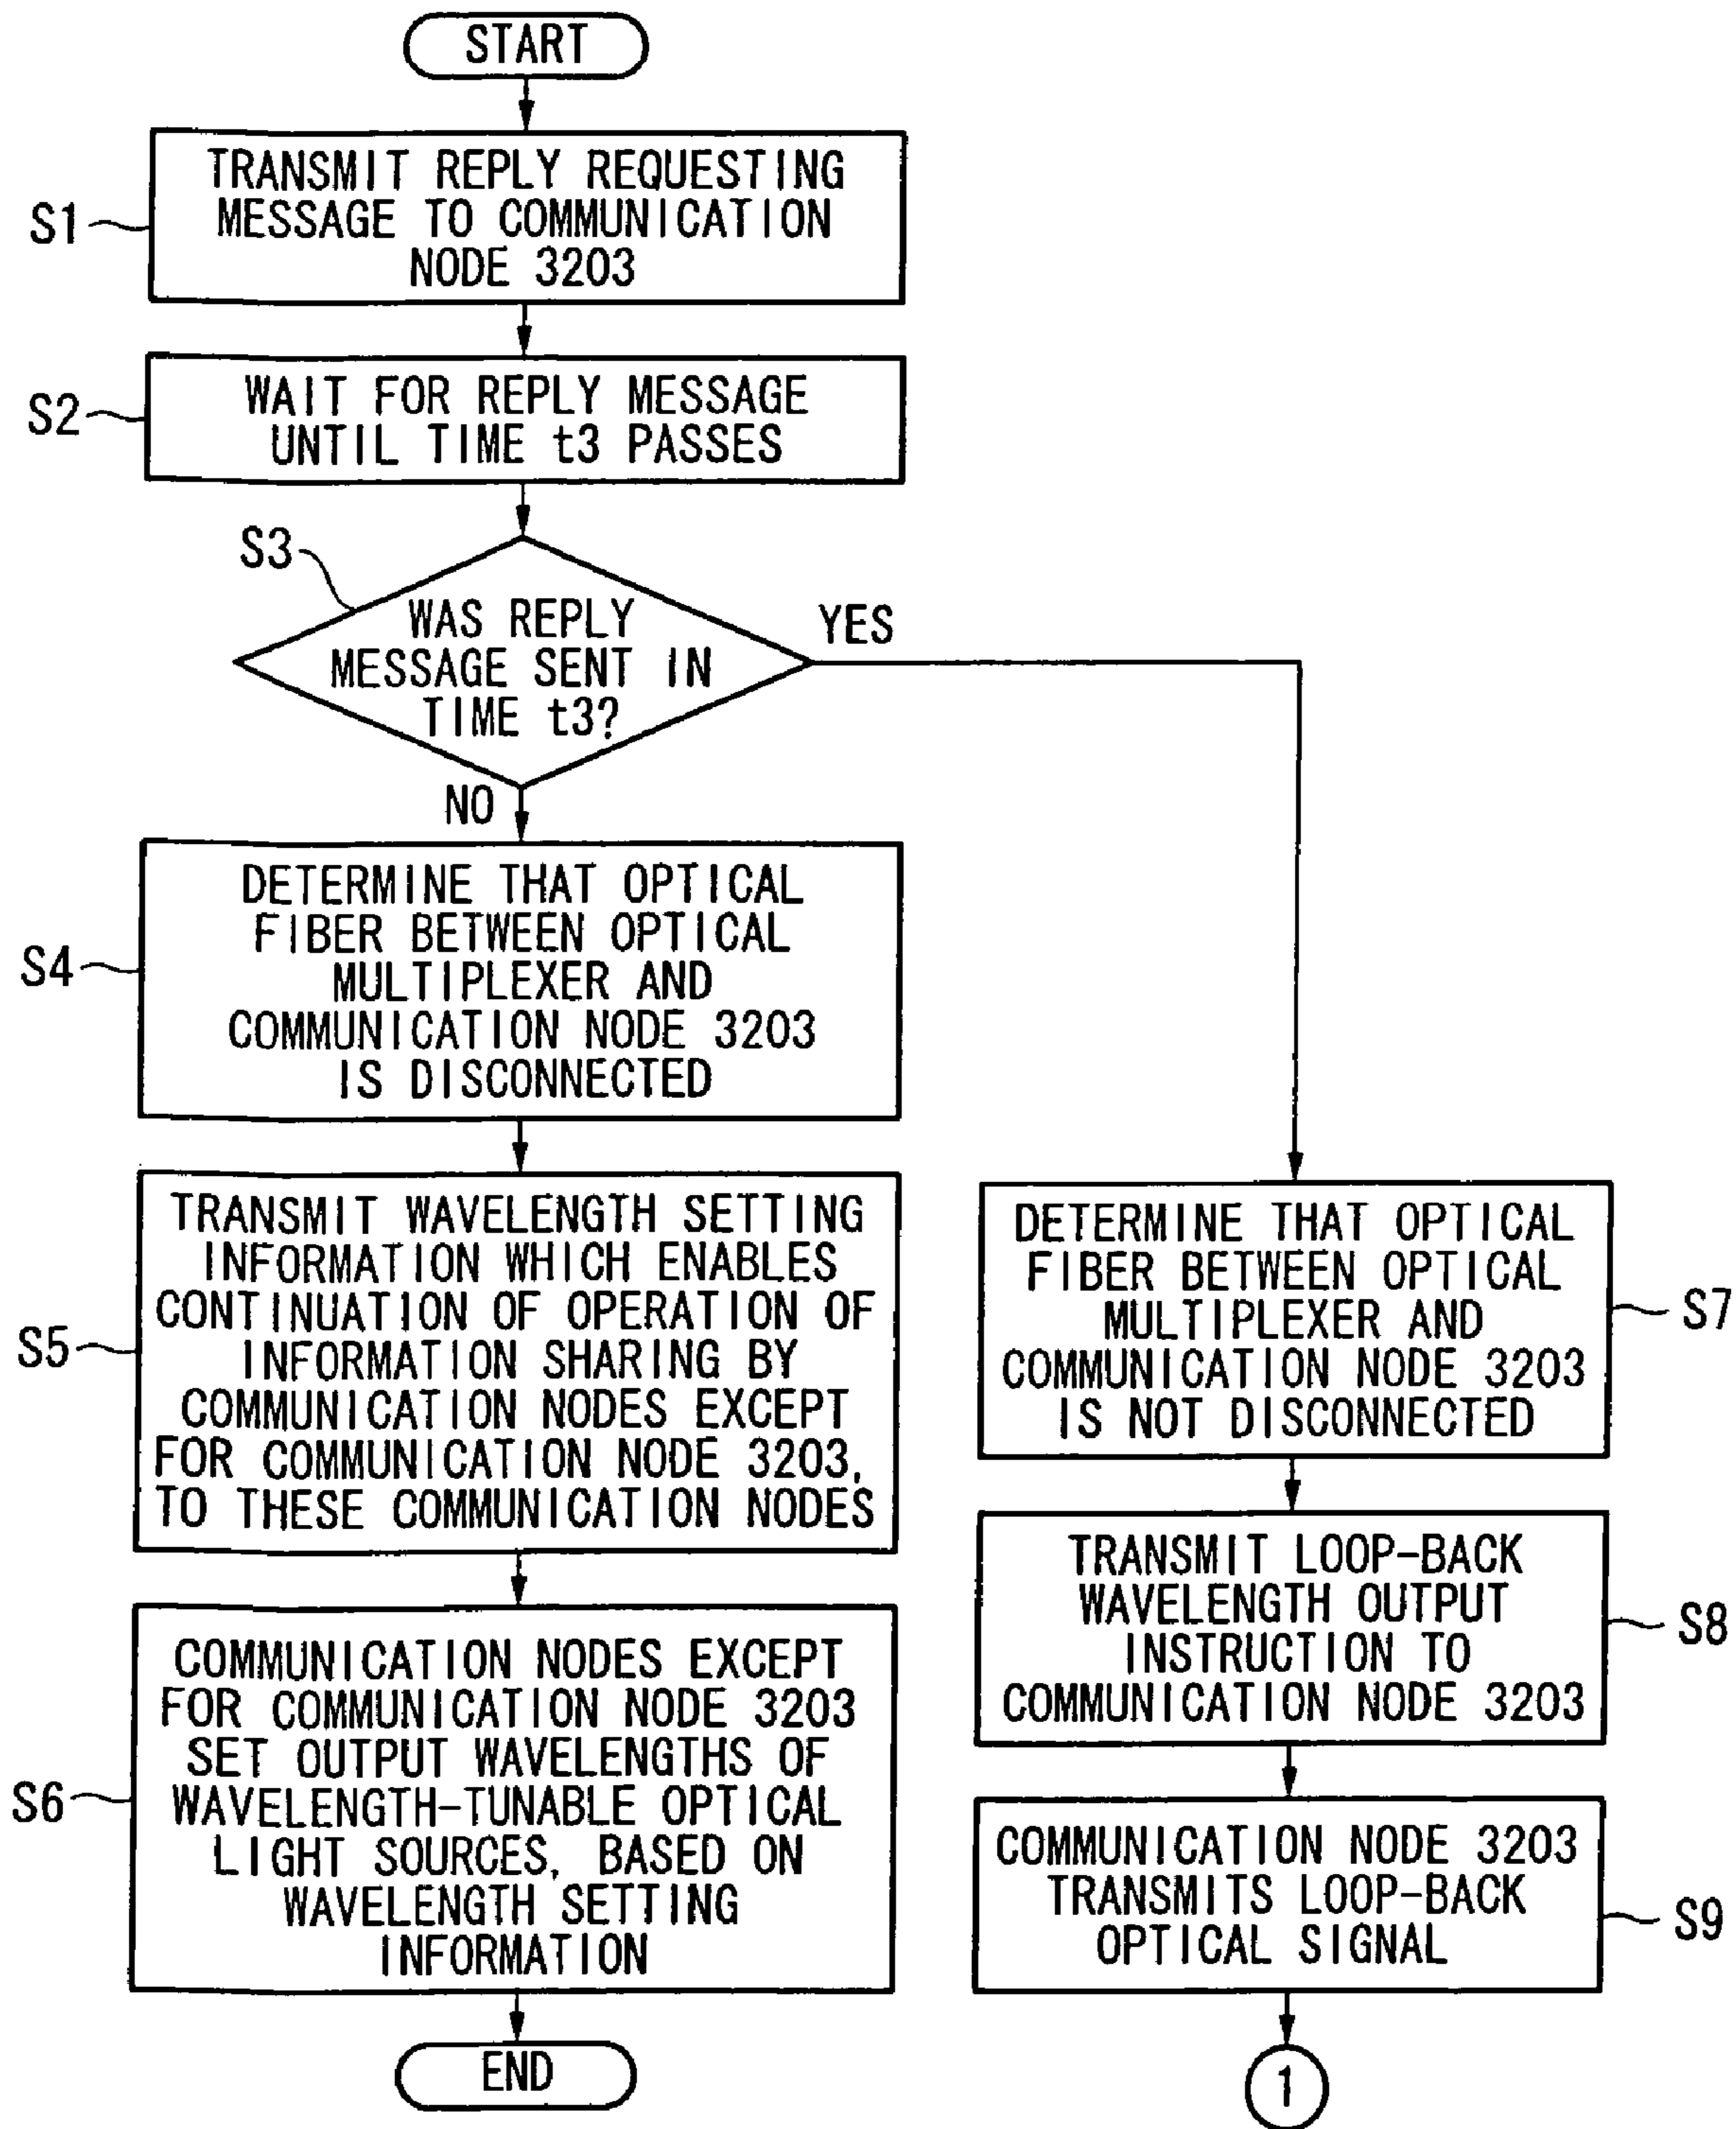 START
S1
TRANSMIT REPLY REQUESTING
MESSAGE TO COMMUNICATION
NODE 3203
S2
WAIT FOR REPLY MESSAGE
UNTIL TIME t3 PASSES
S3
WAS REPLY
MESSAGE SENT IN
TIME t3?
YES
NO
S4
DETERMINE THAT OPTICAL
FIBER BETWEEN OPTICAL
MULTIPLEXER AND
COMMUNICATION NODE 3203
IS DISCONNECTED
S5
TRANSMIT WAVELENGTH SETTING
INFORMATION WHICH ENABLES
CONTINUATION OF OPERATION OF
INFORMATION SHARING BY
COMMUNICATION NODES EXCEPT
FOR COMMUNICATION NODE 3203,
TO THESE COMMUNICATION NODES
S6
COMMUNICATION NODES EXCEPT
FOR COMMUNICATION NODE 3203
SET OUTPUT WAVELENGTHS OF
WAVELENGTH-TUNABLE OPTICAL
LIGHT SOURCES, BASED ON
WAVELENGTH SETTING
INFORMATION
END
DETERMINE THAT OPTICAL
FIBER BETWEEN OPTICAL
MULTIPLEXER AND
COMMUNICATION NODE 3203
IS NOT DISCONNECTED
S7
TRANSMIT LOOP-BACK
WAVELENGTH OUTPUT
INSTRUCTION TO
COMMUNICATION NODE 3203
S8
COMMUNICATION NODE 3203
TRANSMITS LOOP-BACK
OPTICAL SIGNAL
S9
1